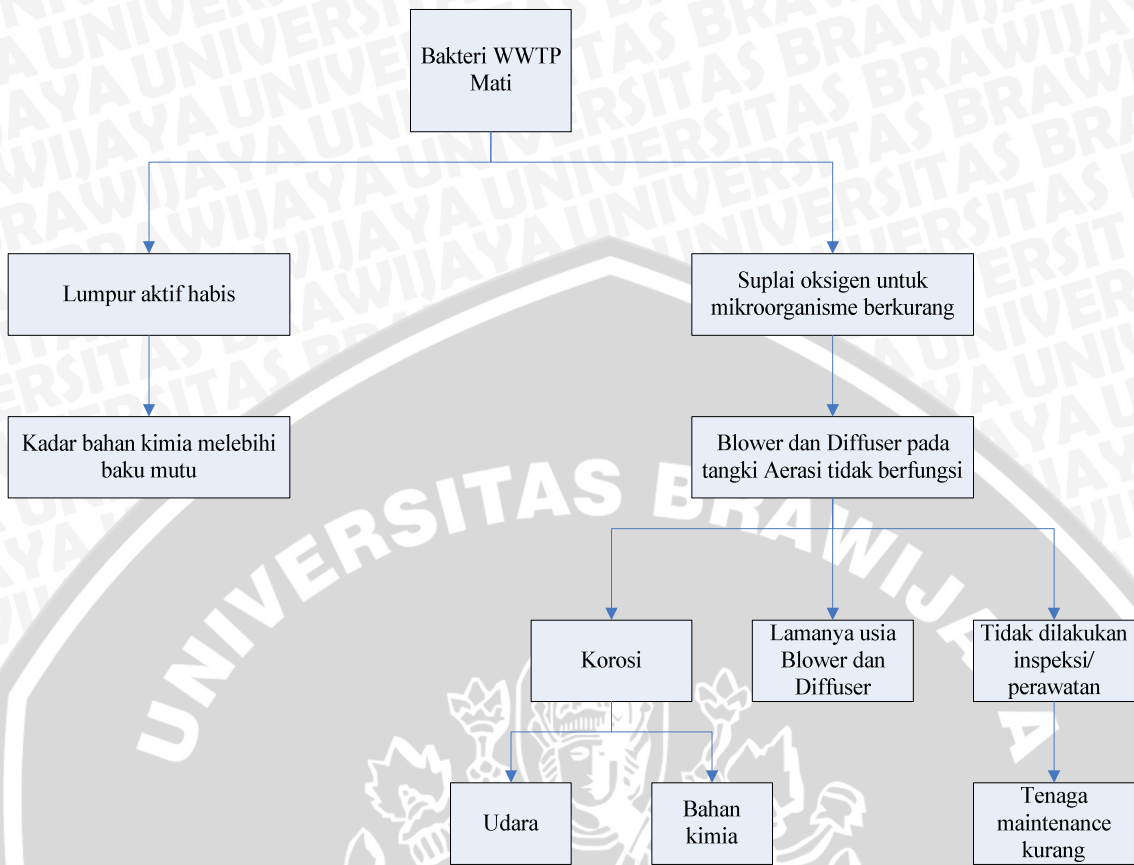 Bakteri WWTP
Mati
Lumpur aktif habis
Suplai oksigen untuk
mikroorganisme berkurang
Kadar bahan kimia melebihi
baku mutu
Blower dan Diffuser pada
tangki Aerasi tidak berfungsi
UNIVERSITAS BRAWIJAYA
Korosi
Lamanya usia
Blower dan
Diffuser
Tidak dilakukan
inspeksi/
perawatan
Udara
Bahan
kimia
Tenaga
maintenance
kurang